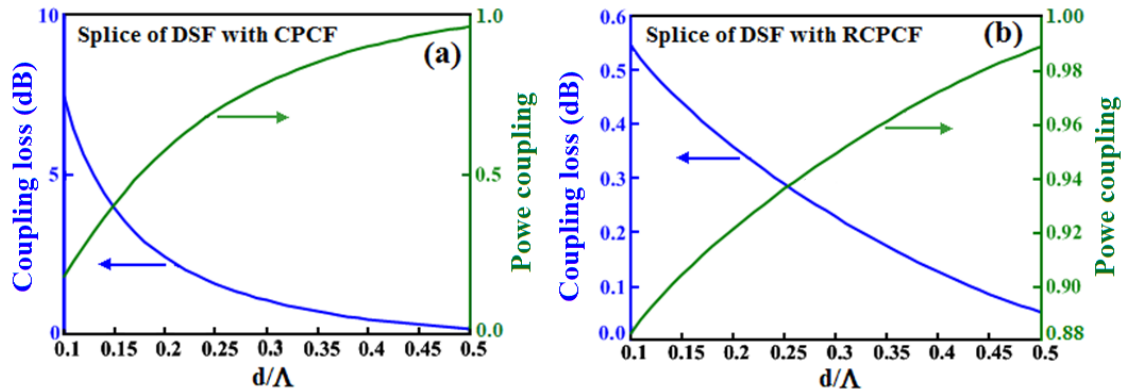 Splice of DSF with CPCF
(a)
Coupling loss (dB)
10
5
0
Powe coupling
1.0
0.5
0.0
0.1 0.15 0.2 0.25 0.3 0.35 0.4 0.45 0.5
d/Λ
Splice of DSF with RCPCF
(b)
Coupling loss (dB)
0.6
0.5
0.4
0.3
0.2
0.1
0.0
Powe coupling
1.00
0.98
0.96
0.94
0.92
0.90
0.88
0.1 0.15 0.2 0.25 0.3 0.35 0.4 0.45 0.5
d/Λ